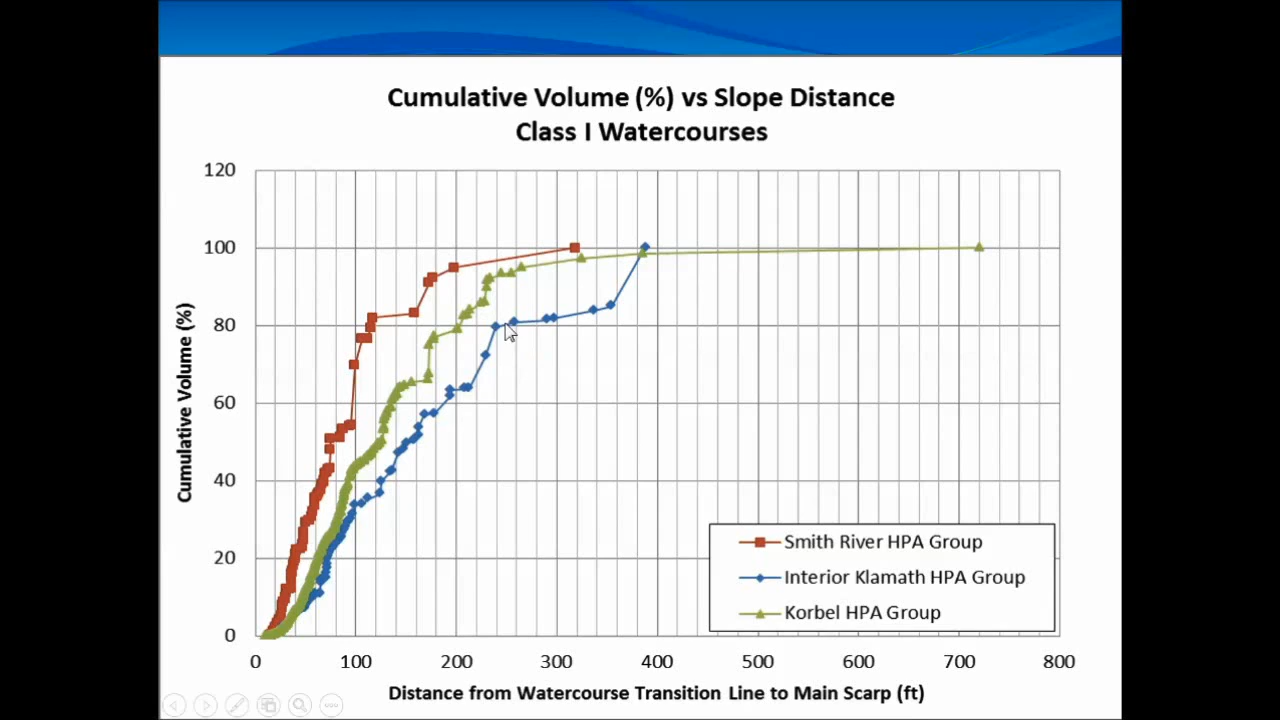 Cumulative Volume (%) vs Slope Distance
Class I Watercourses
120
100
80
60
40
20
0
Cumulative Volume (%)
Smith River HPA Group
Interior Klamath HPA Group
Korbel HPA Group
0 100 200 300 400 500 600 700 800
Distance from Watercourse Transition Line to Main Scarp (ft)